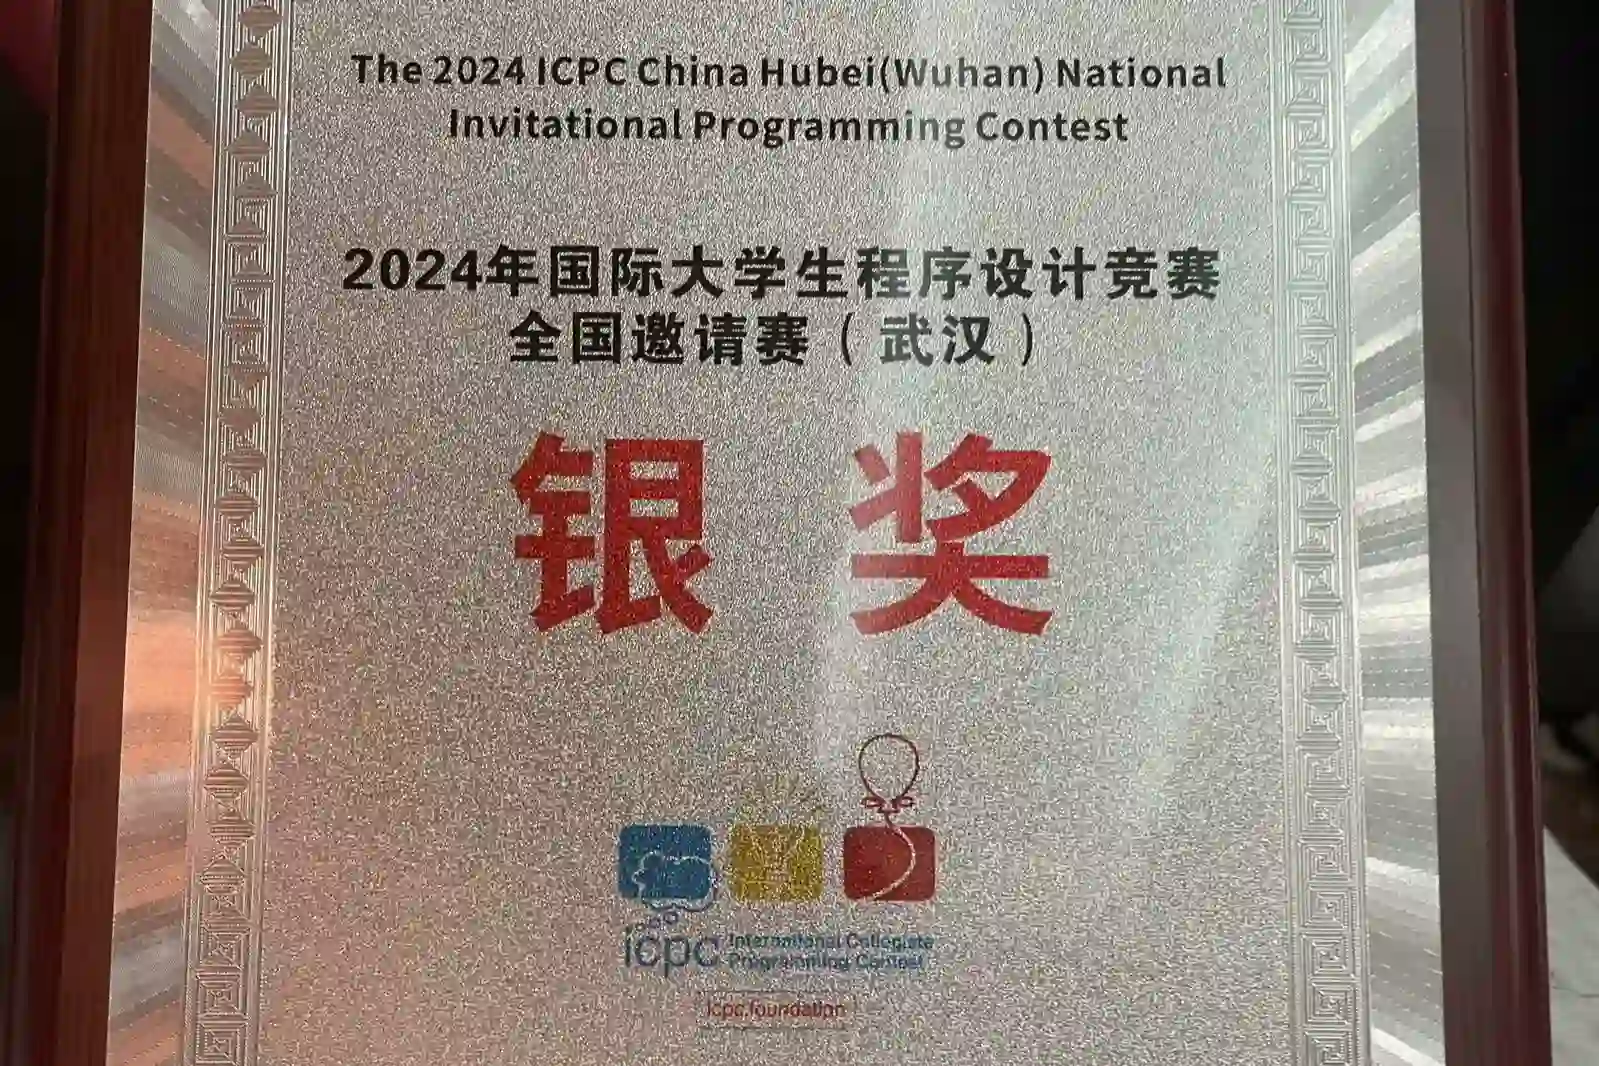 The 2024 ICPC China Hubei(Wuhan) National
Invitational Programming Contest
2024年国际大学生程序设计竞赛
全国邀请赛（武汉）
银奖
icpc International Collegiate
Programming Contest
icpc.foundation